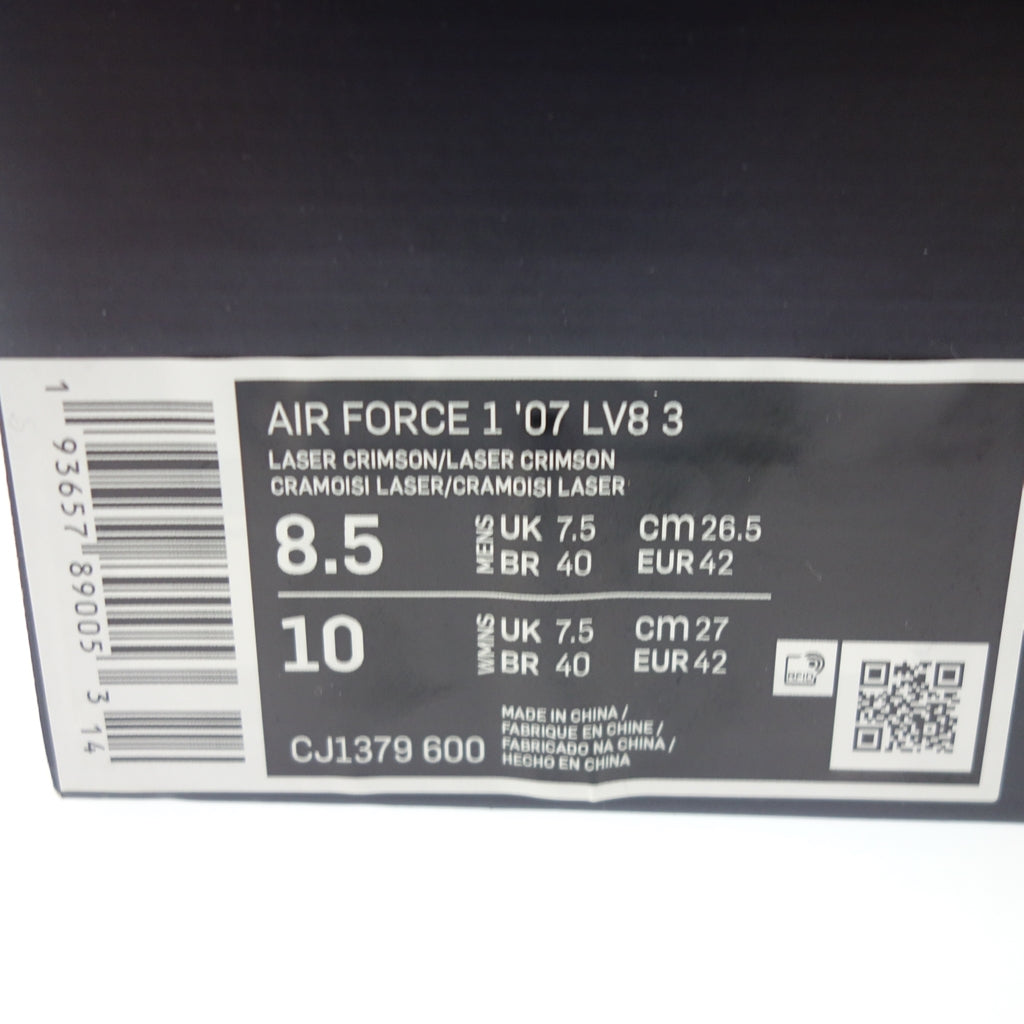 AIR FORCE 1 '07 LV8 3
LASER CRIMSON/LASER CRIMSON
CRAMOISI LASER/CRAMOISI LASER
8.5 MENS UK 7.5 cm 26.5
BR 40 EUR 42
10 WMNS UK 7.5 cm 27
BR 40 EUR 42
CJ1379 600
MADE IN CHINA /
FABRIQUE EN CHINE /
FABRICADO NA CHINA /
HECHO EN CHINA
RFID
1 93657 89005 3 14